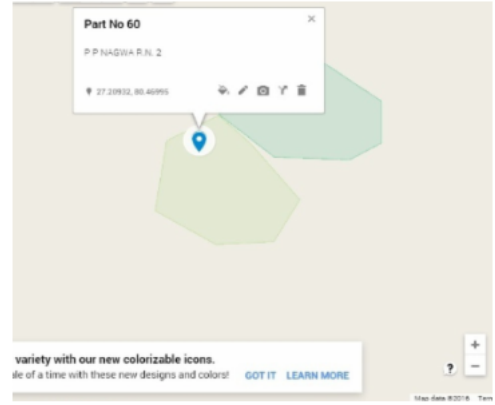 Part No 60
P P NAGWA R.N. 2
27.20932, 80.46995
variety with our new colorizable icons.
ale of a time with these new designs and colors! GOT IT LEARN MORE
+
?
−
Map data ©2016 Term